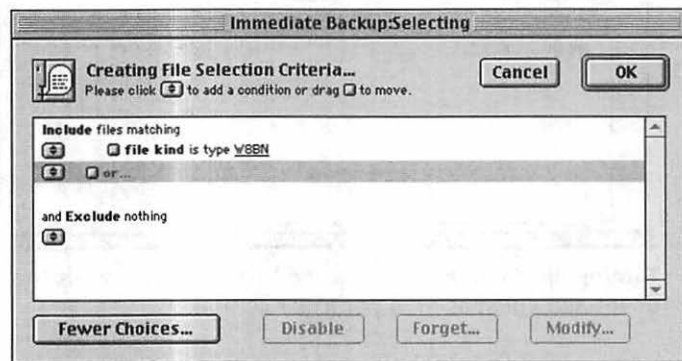 Immediate Backup:Selecting
Creating File Selection Criteria...
Please click to add a condition or drag to move.
Cancel
OK
Include files matching
file kind is type W8BN
or...
and Exclude nothing
Fewer Choices...
Disable
Forget...
Modify...